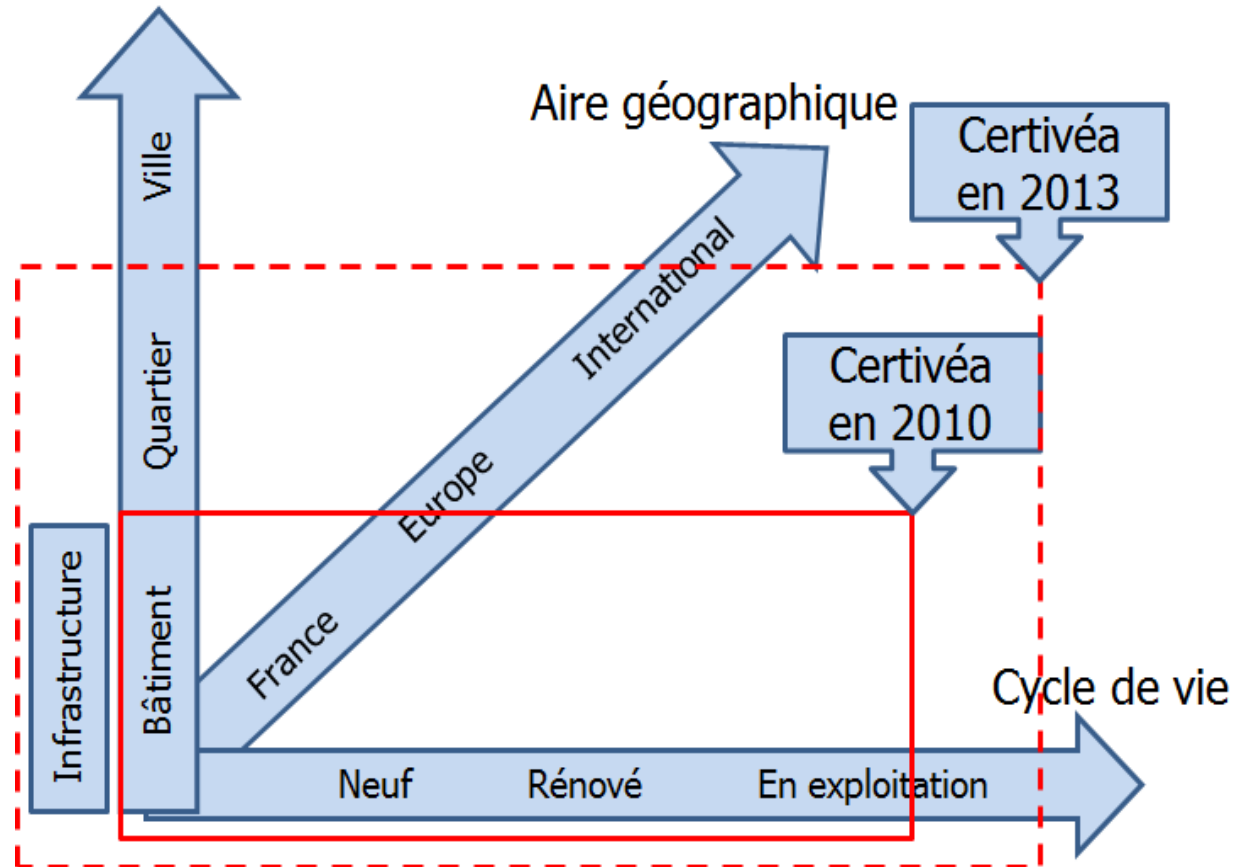 Aire géographique
Certivéa
en 2013
Ville
International
Quartier
Certivéa
en 2010
Europe
Infrastructure
Bâtiment
France
Cycle de vie
Neuf
Rénové
En exploitation